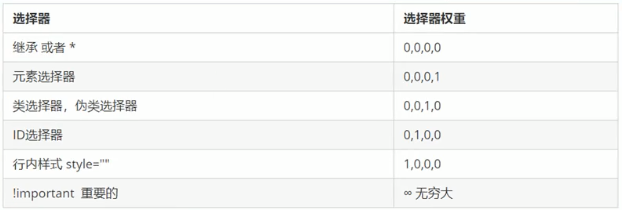 选择器 选择器权重
继承 或者 * 0,0,0,0
元素选择器 0,0,0,1
类选择器，伪类选择器 0,0,1,0
ID选择器 0,1,0,0
行内样式 style="" 1,0,0,0
!important 重要的 ∞ 无穷大